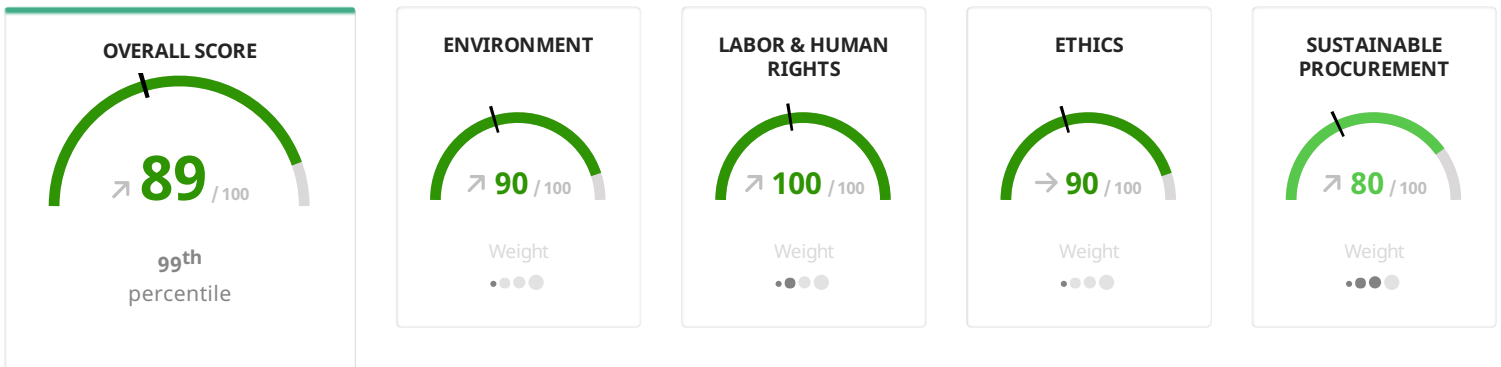 OVERALL SCORE
89 / 100
99th
percentile
ENVIRONMENT
90 / 100
Weight
LABOR & HUMAN
RIGHTS
100 / 100
Weight
ETHICS
90 / 100
Weight
SUSTAINABLE
PROCUREMENT
80 / 100
Weight